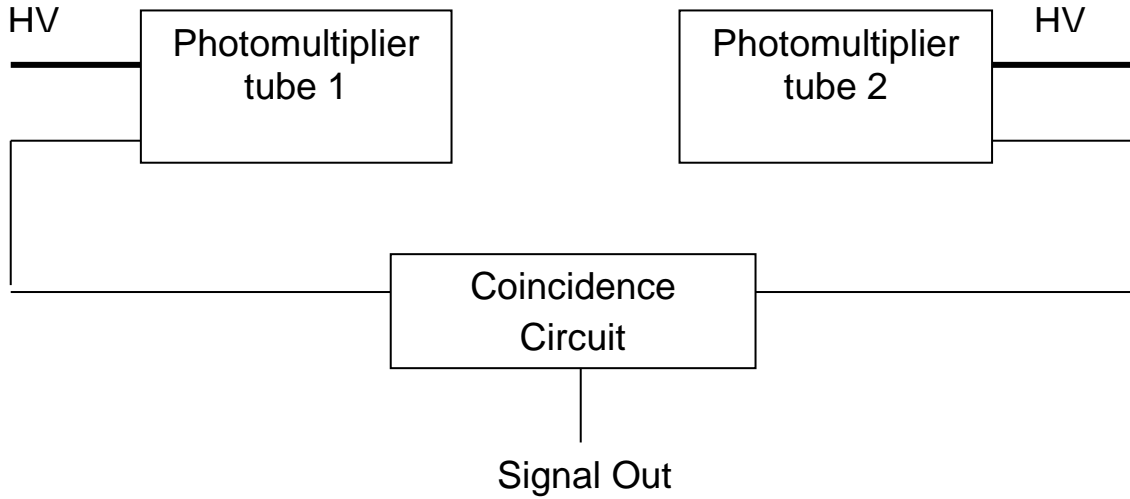 HV
Photomultiplier
tube 1
Photomultiplier
tube 2
HV
Coincidence
Circuit
Signal Out